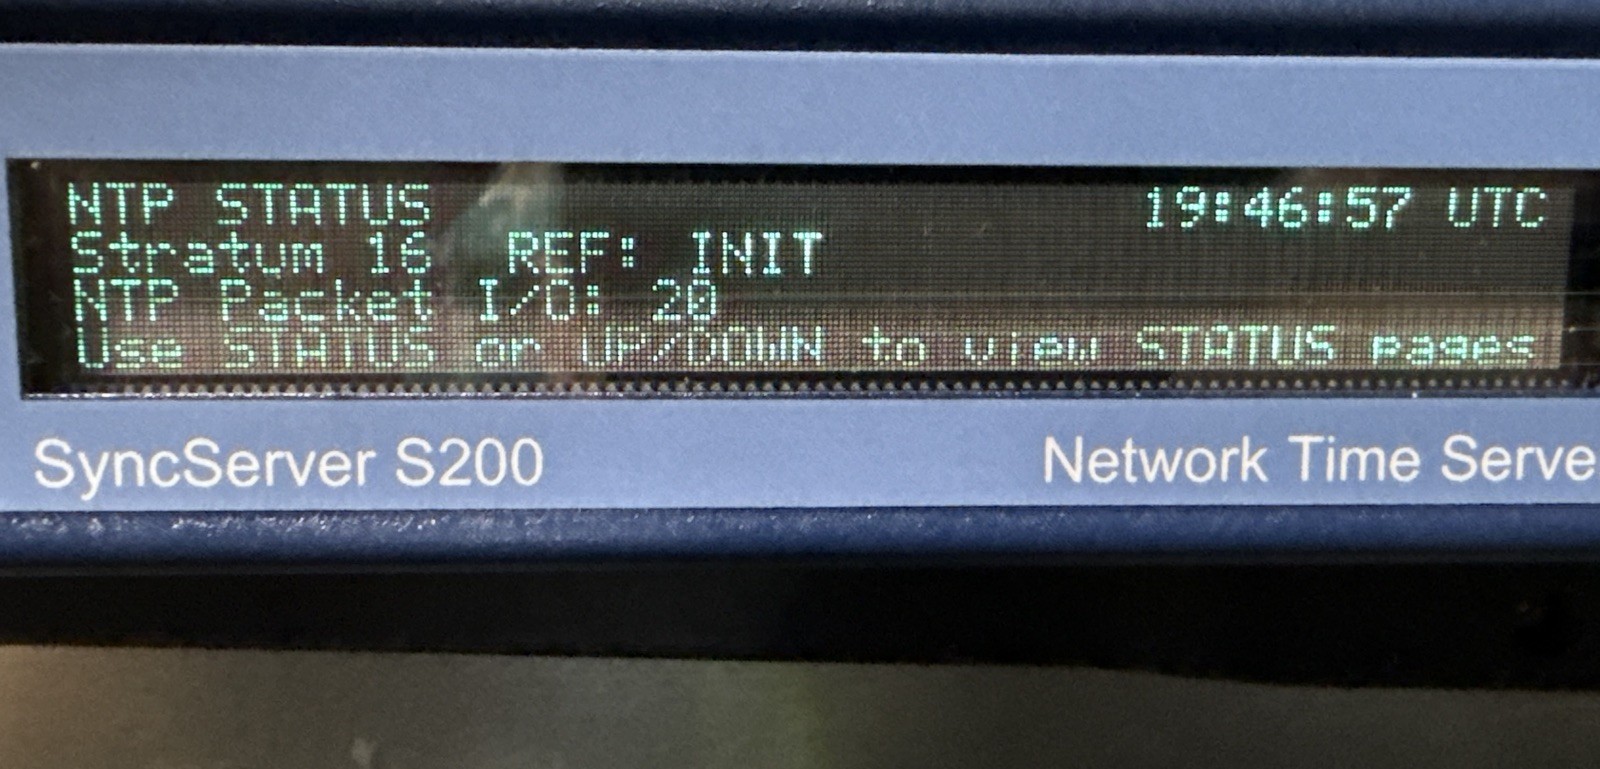 NTP STATUS 19:46:57 UTC
Stratum 16 REF: INIT
NTP Packet I/O: 20
Use STATUS or UP/DOWN to view STATUS pages
SyncServer S200 Network Time Serve